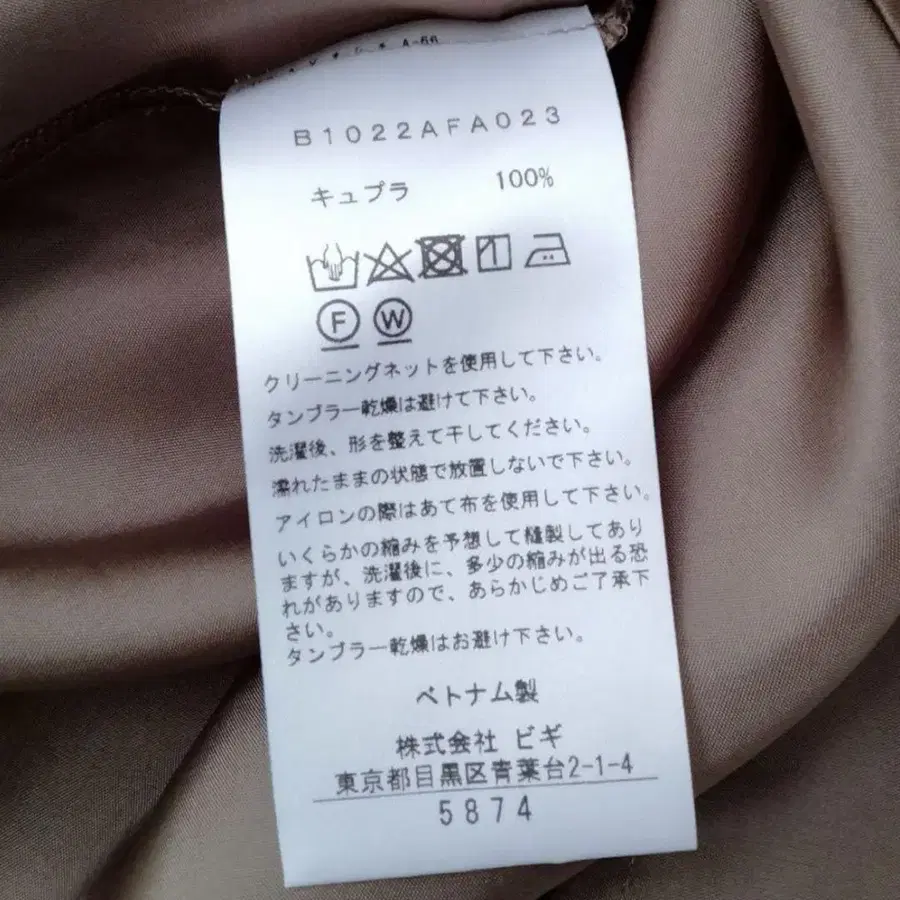 B1022AFA023
キュプラ 100%
F W
クリーニングネットを使用して下さい。
タンブラー乾燥は避けて下さい。
洗濯後、形を整えて干してください。
濡れたままの状態で放置しないで下さい。
アイロンの際はあて布を使用して下さい。
いくらかの縮みを予想して縫製してあり
ますが、洗濯後に、多少の縮みが出る恐
れがありますので、あらかじめご了承下
さい。
タンブラー乾燥はお避け下さい。
ベトナム製
株式会社 ビギ
東京都目黒区青葉台2-1-4
5874